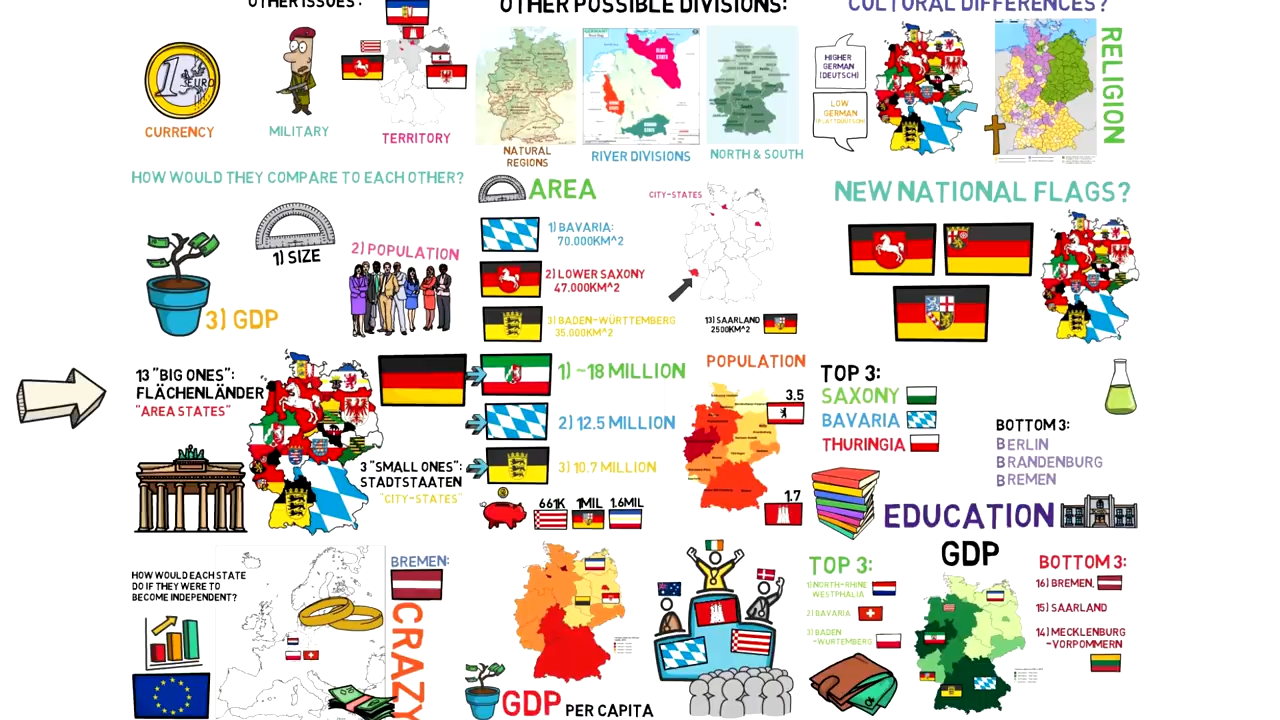 OTHER ISSUES:
OTHER POSSIBLE DIVISIONS:
CULTURAL DIFFERENCES?
1 EURO
CURRENCY
MILITARY
TERRITORY
NATURAL
REGIONS
RIVER DIVISIONS
NORTH & SOUTH
HIGHER
GERMAN
(DEUTSCH)
LOW
GERMAN
RELIGION
HOW WOULD THEY COMPARE TO EACH OTHER?
1) SIZE
2) POPULATION
3) GDP
AREA
1) BAVARIA:
70.000KM^2
2) LOWER SAXONY
47.000KM^2
3) BADEN-WÜRTTEMBERG
35.000KM^2
CITY-STATES
13) SAARLAND
2500KM^2
NEW NATIONAL FLAGS?
13 "BIG ONES":
FLÄCHENLÄNDER
"AREA STATES"
3 "SMALL ONES":
STADTSTAATEN
"CITY-STATES"
1) ~18 MILLION
2) 12.5 MILLION
3) 10.7 MILLION
661K
1MIL
1.6MIL
POPULATION
3.5
1.7
TOP 3:
SAXONY
BAVARIA
THURINGIA
BOTTOM 3:
BERLIN
BRANDENBURG
BREMEN
EDUCATION
HOW WOULD EACH STATE
DO IF THEY WERE TO
BECOME INDEPENDENT?
BREMEN:
CRAZY
GDP PER CAPITA
GDP
TOP 3:
1) NORTH-RHINE
WESTPHALIA
2) BAVARIA
3) BADEN
-WURTEMBERG
BOTTOM 3:
16) BREMEN,
15) SAARLAND
14) MECKLENBURG
-VORPOMMERN